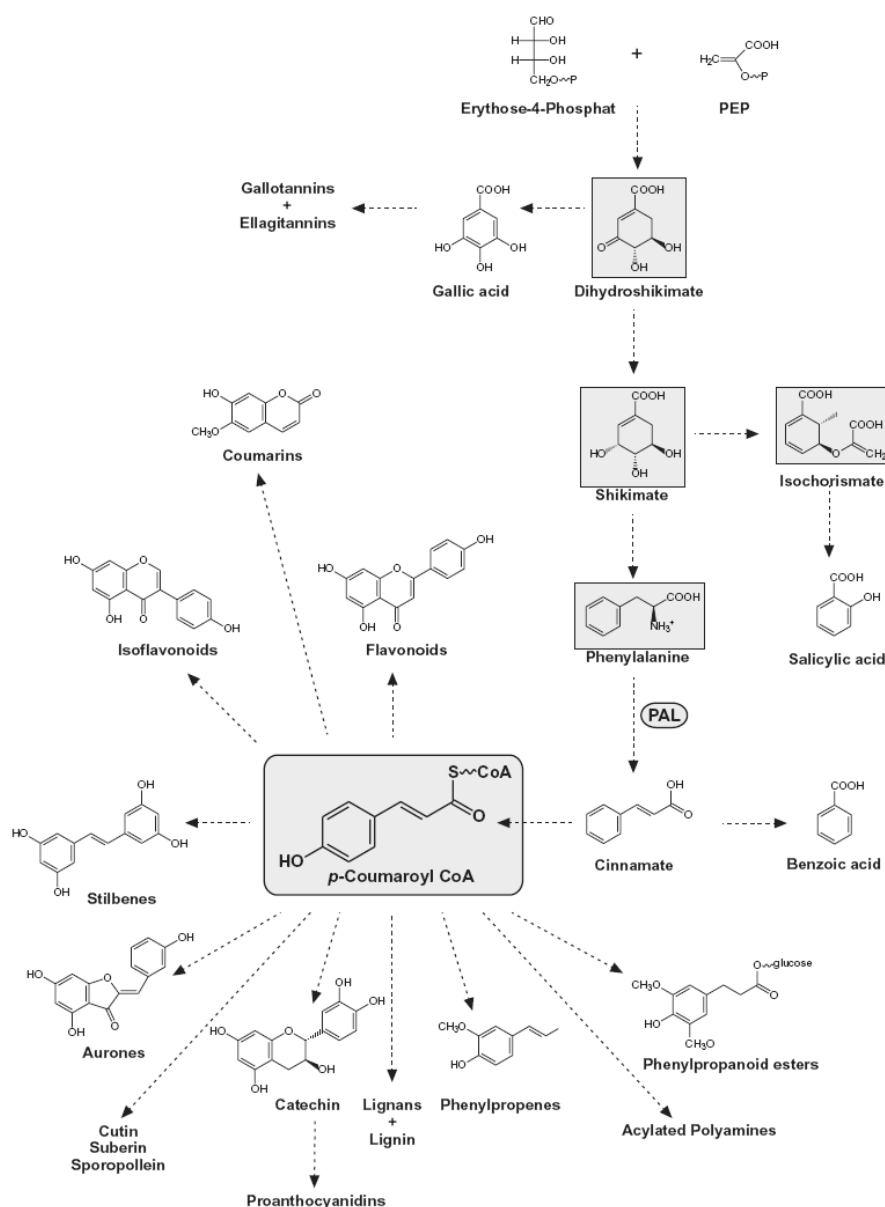 CHO
H OH
H OH
CH₂O~P
+
H₂C COOH
O~P
Erythose-4-Phosphat
PEP
Gallotannins
+
Ellagitannins
COOH
HO OH
OH
Gallic acid
COOH
O OH
OH
Dihydroshikimate
HO O O
CH₃O
Coumarins
COOH
HO OH
OH
Shikimate
COOH
COOH
O CH₂
Isochorismate
HO O
OH O
OH
Isoflavonoids
OH
HO O
OH O
Flavonoids
COOH
NH₃⁺
Phenylalanine
COOH
OH
Salicylic acid
PAL
S~CoA
O
HO
p-Coumaroyl CoA
OH
O
Cinnamate
COOH
Benzoic acid
OH
HO
OH
OH
Stilbenes
OH
HO O
OH O
Aurones
OH
OH
HO O
OH
OH
Catechin
Lignans
+
Lignin
CH₃O
HO
Phenylpropenes
O~glucose
CH₃O O
HO
CH₃O
Phenylpropanoid esters
Cutin
Suberin
Sporopollein
Acylated Polyamines
Proanthocyanidins